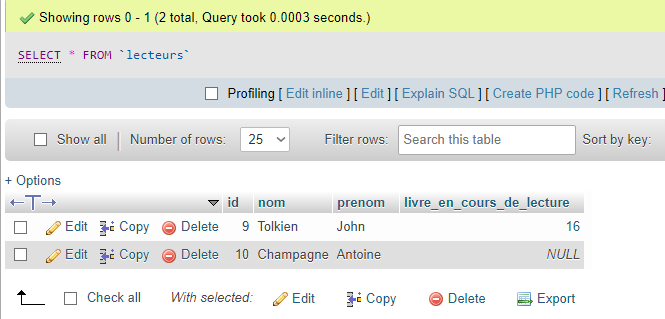 Showing rows 0 - 1 (2 total, Query took 0.0003 seconds.)
SELECT * FROM `lecteurs`
Profiling [ Edit inline ] [ Edit ] [ Explain SQL ] [ Create PHP code ] [ Refresh ]
Show all Number of rows: 25 Filter rows: Search this table Sort by key:
+ Options
←T→ id nom prenom livre_en_cours_de_lecture
Edit Copy Delete 9 Tolkien John 16
Edit Copy Delete 10 Champagne Antoine NULL
Check all With selected: Edit Copy Delete Export